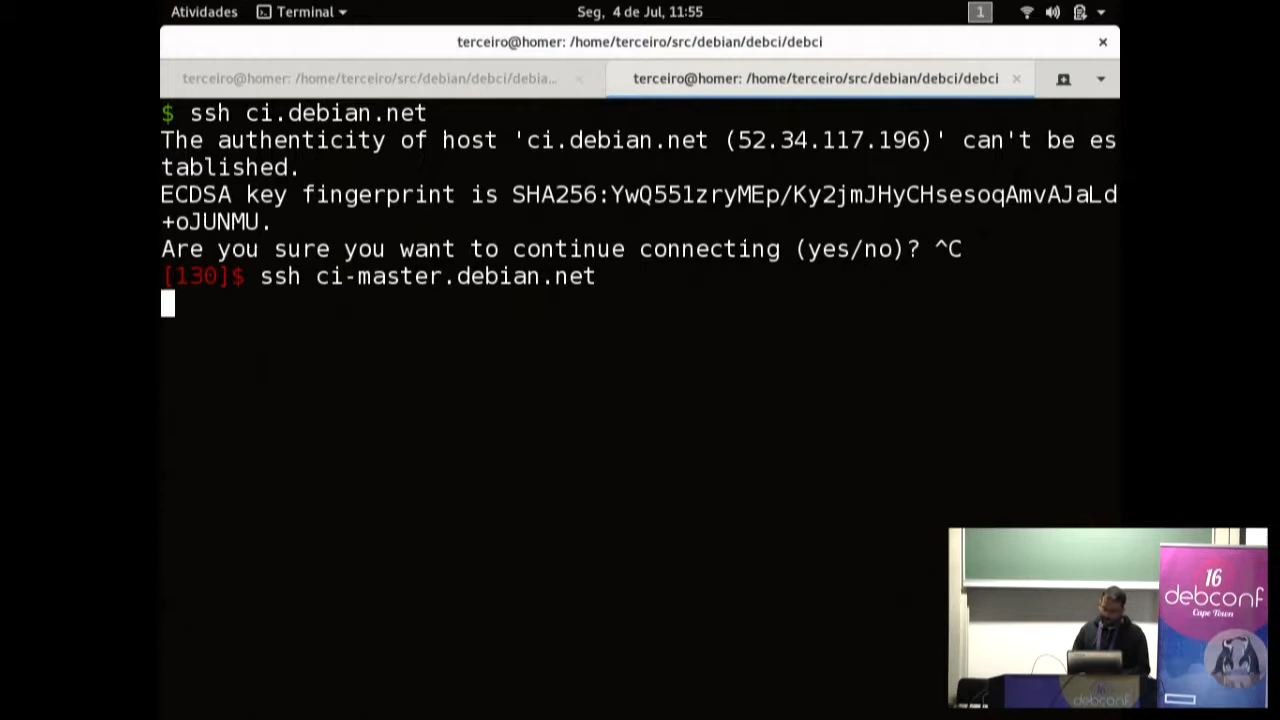 Atividades Terminal Seg, 4 de Jul, 11:55 1
terceiro@homer: /home/terceiro/src/debian/debci/debci
terceiro@homer: /home/terceiro/src/debian/debci/debia... terceiro@homer: /home/terceiro/src/debian/debci/debci
$ ssh ci.debian.net
The authenticity of host 'ci.debian.net (52.34.117.196)' can't be es
tablished.
ECDSA key fingerprint is SHA256:YwQ551zryMEp/Ky2jmJHyCHsesoqAmvAJaLd
+oJUNMU.
Are you sure you want to continue connecting (yes/no)? ^C
[130]$ ssh ci-master.debian.net
16
debconf
Cape Town
debconf